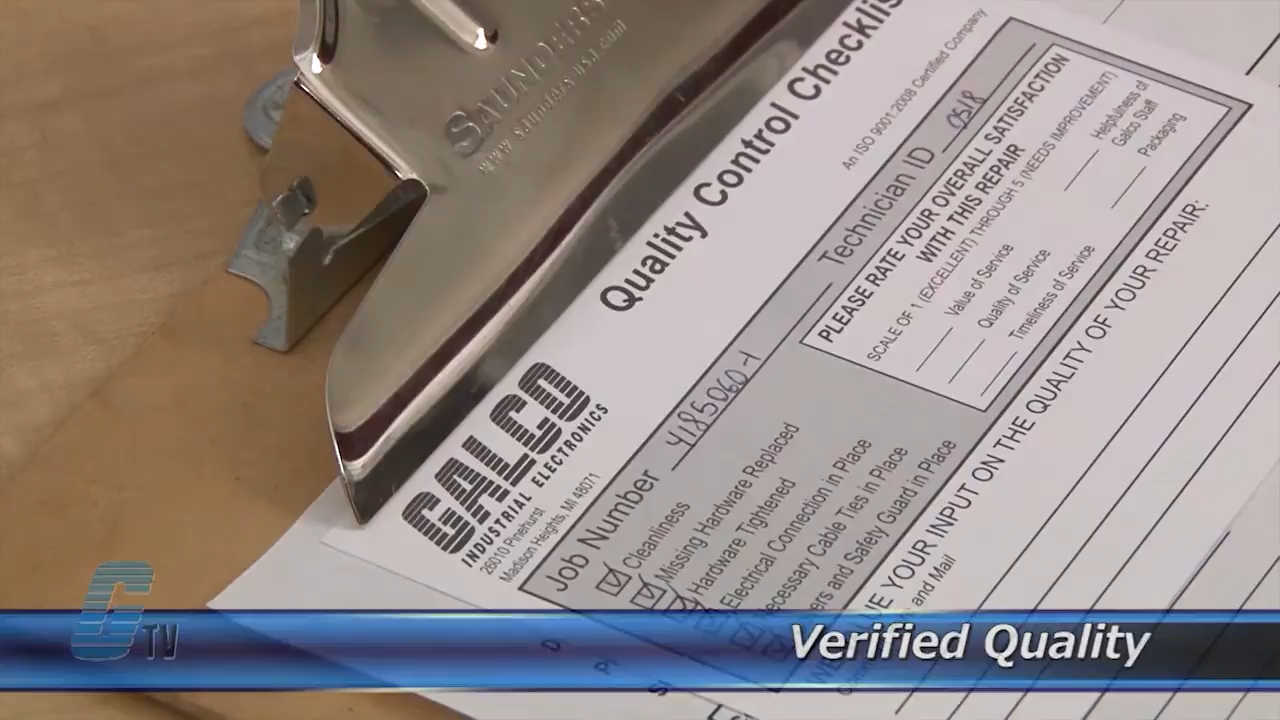 SAUNDERS
www.saunders-usa.com
Quality Control Checklis
An ISO 9001:2008 Certified Company
GALCO
INDUSTRIAL ELECTRONICS
26010 Pinehurst
Madison Heights, MI 48071
Job Number 4185060-1 Technician ID 0518
Cleanliness
Missing Hardware Replaced
Hardware Tightened
Electrical Connection in Place
ecessary Cable Ties in Place
ers and Safety Guard in Place
PLEASE RATE YOUR OVERALL SATISFACTION
WITH THIS REPAIR
SCALE OF 1 (EXCELLENT) THROUGH 5 (NEEDS IMPROVEMENT)
Value of Service
Quality of Service
Timeliness of Service
Helpfulness of
Galco Staff
Packaging
YOUR INPUT ON THE QUALITY OF YOUR REPAIR:
and Mail
G TV
Verified Quality